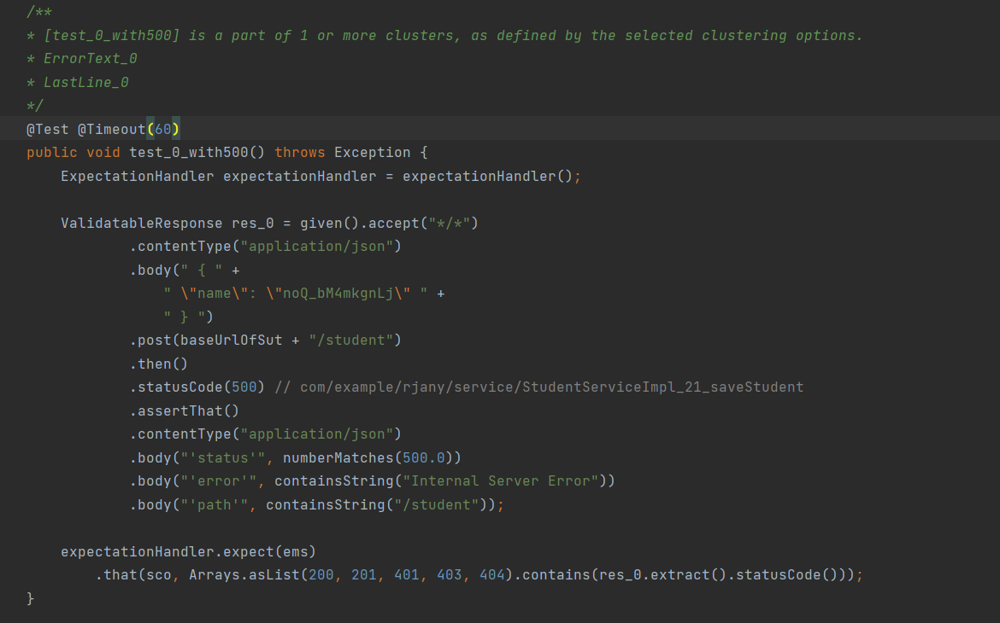 /**
* [test_0_with500] is a part of 1 or more clusters, as defined by the selected clustering options.
* ErrorText_0
* LastLine_0
*/
@Test @Timeout(60)
public void test_0_with500() throws Exception {
ExpectationHandler expectationHandler = expectationHandler();
ValidatableResponse res_0 = given().accept("*/*")
.contentType("application/json")
.body(" { " +
" \"name\": \"noQ_bM4mkgnLj\" " +
" } ")
.post(baseUrlOfSut + "/student")
.then()
.statusCode(500) // com/example/rjany/service/StudentServiceImpl_21_saveStudent
.assertThat()
.contentType("application/json")
.body("'status'", numberMatches(500.0))
.body("'error'", containsString("Internal Server Error"))
.body("'path'", containsString("/student"));
expectationHandler.expect(ems)
.that(sco, Arrays.asList(200, 201, 401, 403, 404).contains(res_0.extract().statusCode()));
}